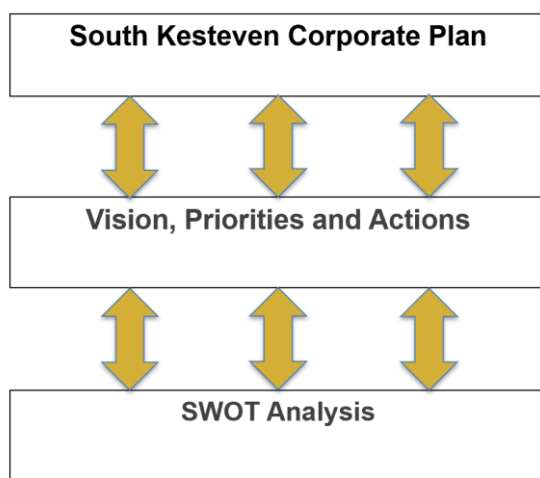 South Kesteven Corporate Plan
Vision, Priorities and Actions
SWOT Analysis